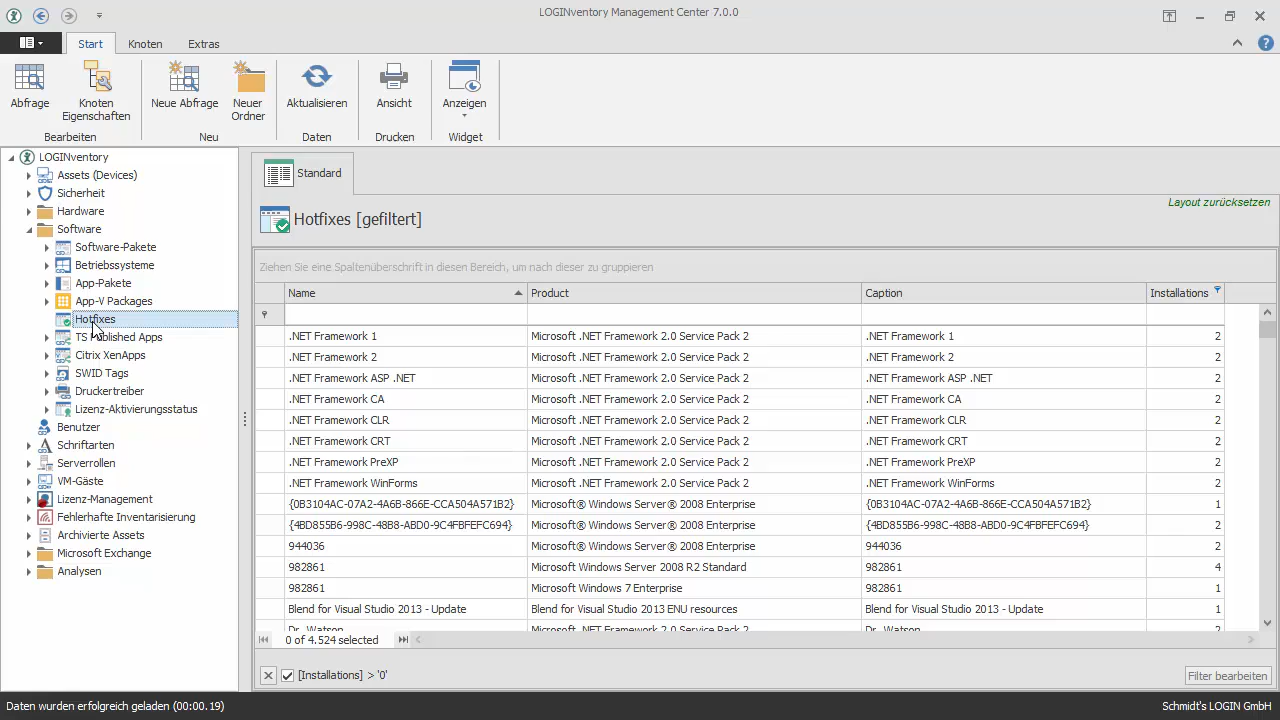 LOGINventory Management Center 7.0.0
Start Knoten Extras
Abfrage
Knoten Eigenschaften
Neue Abfrage
Neuer Ordner
Aktualisieren
Ansicht
Anzeigen
Bearbeiten Neu Daten Drucken Widget
LOGINventory
Assets (Devices)
Sicherheit
Hardware
Software
Software-Pakete
Betriebssysteme
App-Pakete
App-V Packages
Hotfixes
Citrix XenApps
SWID Tags
Druckertreiber
Lizenz-Aktivierungsstatus
Benutzer
Schriftarten
Serverrollen
VM-Gäste
Lizenz-Management
Fehlerhafte Inventarisierung
Archivierte Assets
Microsoft Exchange
Analysen
Standard
Layout zurücksetzen
Hotfixes [gefiltert]
Ziehen Sie eine Spaltenüberschrift in diesen Bereich, um nach dieser zu gruppieren
Name Product Caption Installations
.NET Framework 1 Microsoft .NET Framework 2.0 Service Pack 2 .NET Framework 1 2
.NET Framework 2 Microsoft .NET Framework 2.0 Service Pack 2 .NET Framework 2 2
.NET Framework ASP .NET Microsoft .NET Framework 2.0 Service Pack 2 .NET Framework ASP .NET 2
.NET Framework CA Microsoft .NET Framework 2.0 Service Pack 2 .NET Framework CA 2
.NET Framework CLR Microsoft .NET Framework 2.0 Service Pack 2 .NET Framework CLR 2
.NET Framework CRT Microsoft .NET Framework 2.0 Service Pack 2 .NET Framework CRT 2
.NET Framework PreXP Microsoft .NET Framework 2.0 Service Pack 2 .NET Framework PreXP 2
.NET Framework WinForms Microsoft .NET Framework 2.0 Service Pack 2 .NET Framework WinForms 2
{0B3104AC-07A2-4A6B-866E-CCA504A571B2} Microsoft® Windows Server® 2008 Enterprise {0B3104AC-07A2-4A6B-866E-CCA504A571B2} 1
{4BD855B6-998C-48B8-ABD0-9C4FBFEFC694} Microsoft® Windows Server® 2008 Enterprise {4BD855B6-998C-48B8-ABD0-9C4FBFEFC694} 2
944036 Microsoft® Windows Server® 2008 Enterprise 944036 2
982861 Microsoft Windows Server 2008 R2 Standard 982861 4
982861 Microsoft Windows 7 Enterprise 982861 1
Blend for Visual Studio 2013 - Update Blend for Visual Studio 2013 ENU resources Blend for Visual Studio 2013 - Update 1
Dr. Watson Microsoft .NET Framework 2.0 Service Pack 2 Dr. Watson 2
0 of 4.524 selected
[Installations] > '0' Filter bearbeiten
Daten wurden erfolgreich geladen (00:00.19) Schmidt's LOGIN GmbH